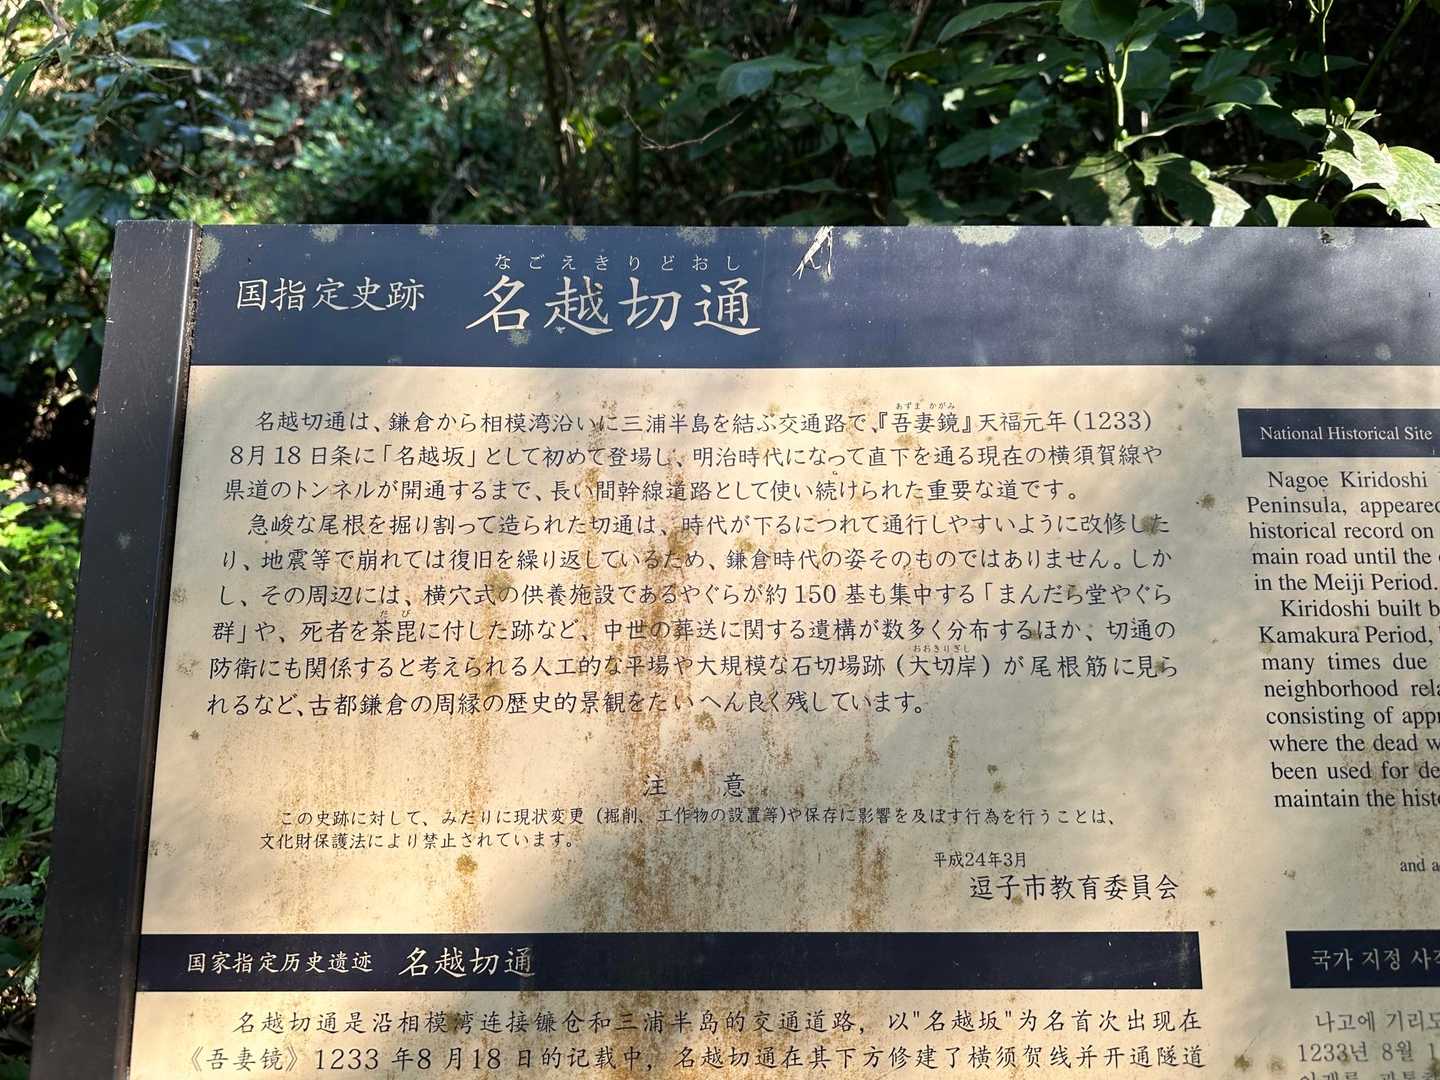 なごえきりどおし
国指定史跡 名越切通
名越切通は、鎌倉から相模湾沿いに三浦半島を結ぶ交通路で、『吾妻鏡』天福元年(1233)
あずま かがみ
8月18日条に「名越坂」として初めて登場し、明治時代になって直下を通る現在の横須賀線や
県道のトンネルが開通するまで、長い間幹線道路として使い続けられた重要な道です。
急峻な尾根を掘り割って造られた切通は、時代が下るにつれて通行しやすいように改修した
り、地震等で崩れては復旧を繰り返しているため、鎌倉時代の姿そのものではありません。しか
し、その周辺には、横穴式の供養施設であるやぐらが約150基も集中する「まんだら堂やぐら
群」や、死者を荼毘に付した跡など、中世の葬送に関する遺構が数多く分布するほか、切通の
だび
防衛にも関係すると考えられる人工的な平場や大規模な石切場跡(大切岸)が尾根筋に見ら
おおきりぎし
れるなど、古都鎌倉の周縁の歴史的景観をたいへん良く残しています。
注 意
この史跡に対して、みだりに現状変更(掘削、工作物の設置等)や保存に影響を及ぼす行為を行うことは、
文化財保護法により禁止されています。
平成24年3月
逗子市教育委員会
National Historical Site
Nagoe Kiridoshi
Peninsula, appeared
historical record on
main road until the
in the Meiji Period.
Kiridoshi built b
Kamakura Period,
many times due
neighborhood rela
consisting of appr
where the dead w
been used for de
maintain the histo
and a
国家指定历史遗迹 名越切通
名越切通是沿相模湾连接镰仓和三浦半岛的交通道路，以"名越坂"为名首次出现在
《吾妻镜》1233 年8 月18 日的记载中，名越切通在其下方修建了横须贺线并开通隧道
국가 지정 사적
나고에 기리도
1233년 8월 1